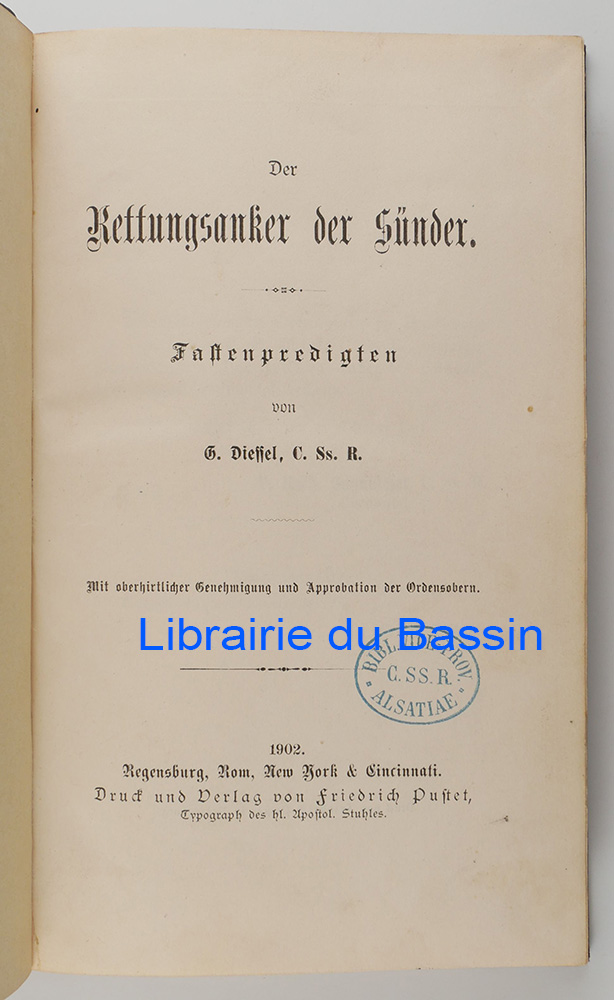 Der
Rettungsanker der Sünder.
Fastenpredigten
von
G. Diessel, C. Ss. R.
Mit oberhirtlicher Genehmigung und Approbation der Ordensobern.
Librairie du Bassin
PROV.
C. SS. R.
ALSATIAE
1902.
Regensburg, Rom, New York & Cincinnati.
Druck und Verlag von Friedrich Pustet,
Typograph des hl. Apostol. Stuhles.